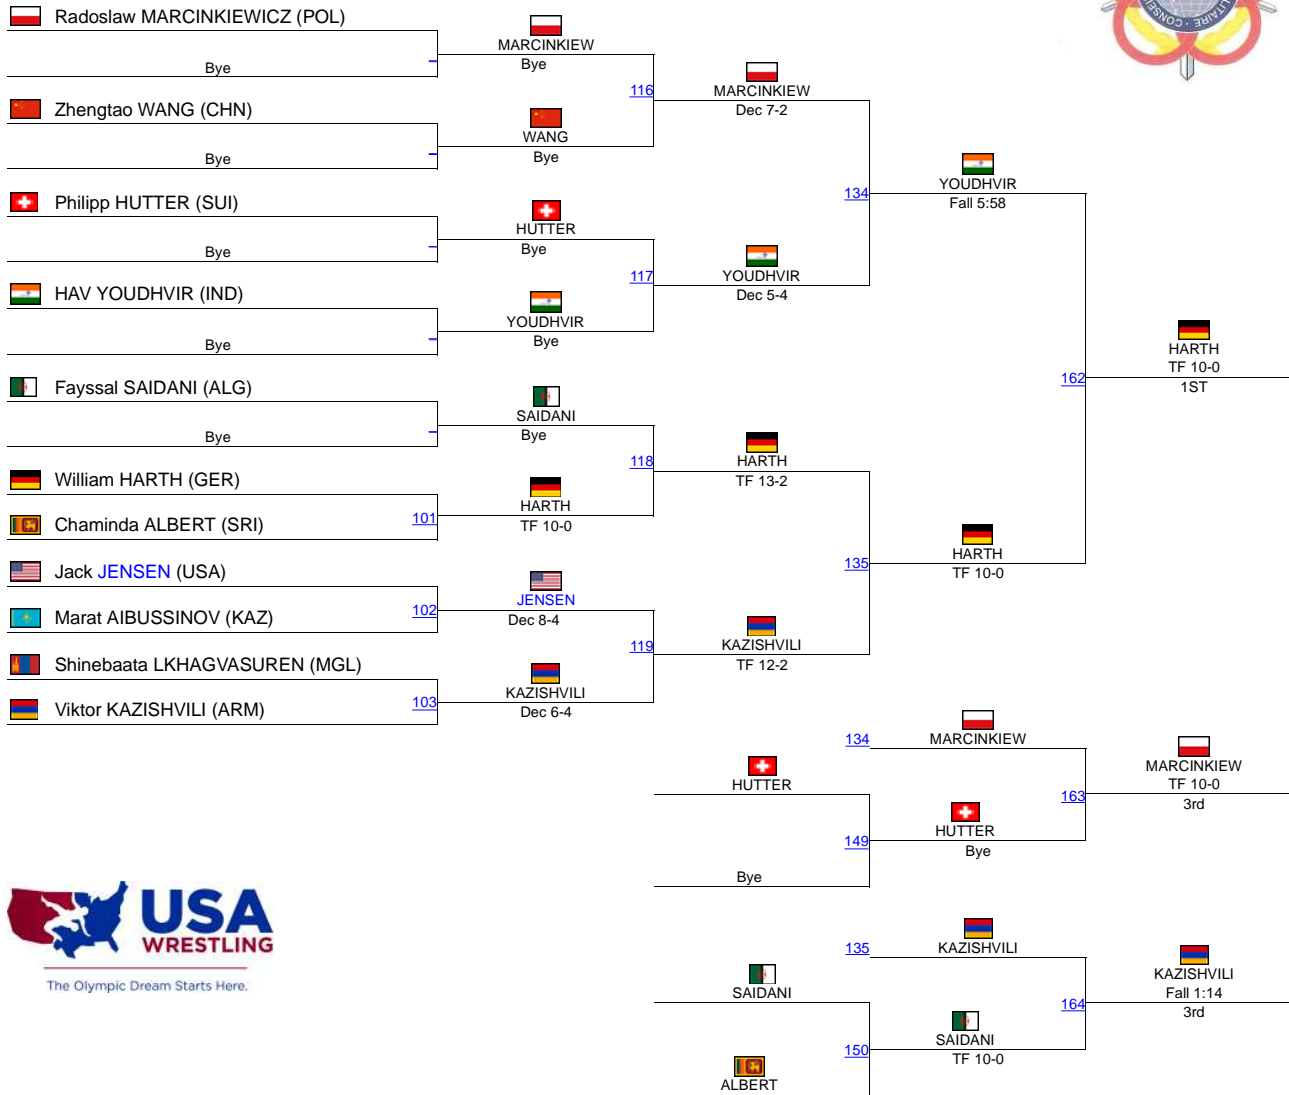 Radoslaw MARCINKIEWICZ (POL)
Bye
Zhengtao WANG (CHN)
Bye
Philipp HUTTER (SUI)
Bye
HAV YOUDHVIR (IND)
Bye
Fayssal SAIDANI (ALG)
Bye
William HARTH (GER)
101
Chaminda ALBERT (SRI)
Jack JENSEN (USA)
102
Marat AIBUSSINOV (KAZ)
Shinebaata LKHAGVASUREN (MGL)
103
Viktor KAZISHVILI (ARM)
MARCINKIEW
Bye
116
WANG
Bye
HUTTER
Bye
117
YOUDHVIR
Bye
SAIDANI
Bye
118
HARTH
TF 10-0
JENSEN
Dec 8-4
119
KAZISHVILI
Dec 6-4
MARCINKIEW
Dec 7-2
134
YOUDHVIR
Dec 5-4
HARTH
TF 13-2
135
KAZISHVILI
TF 12-2
YOUDHVIR
Fall 5:58
162
HARTH
TF 10-0
HARTH
TF 10-0
1ST
134
MARCINKIEW
HUTTER
149
Bye
HUTTER
Bye
163
MARCINKIEW
TF 10-0
3rd
135
KAZISHVILI
SAIDANI
150
ALBERT
SAIDANI
TF 10-0
164
KAZISHVILI
Fall 1:14
3rd
USA
WRESTLING
The Olympic Dream Starts Here.
LITAIRE · CONSEI